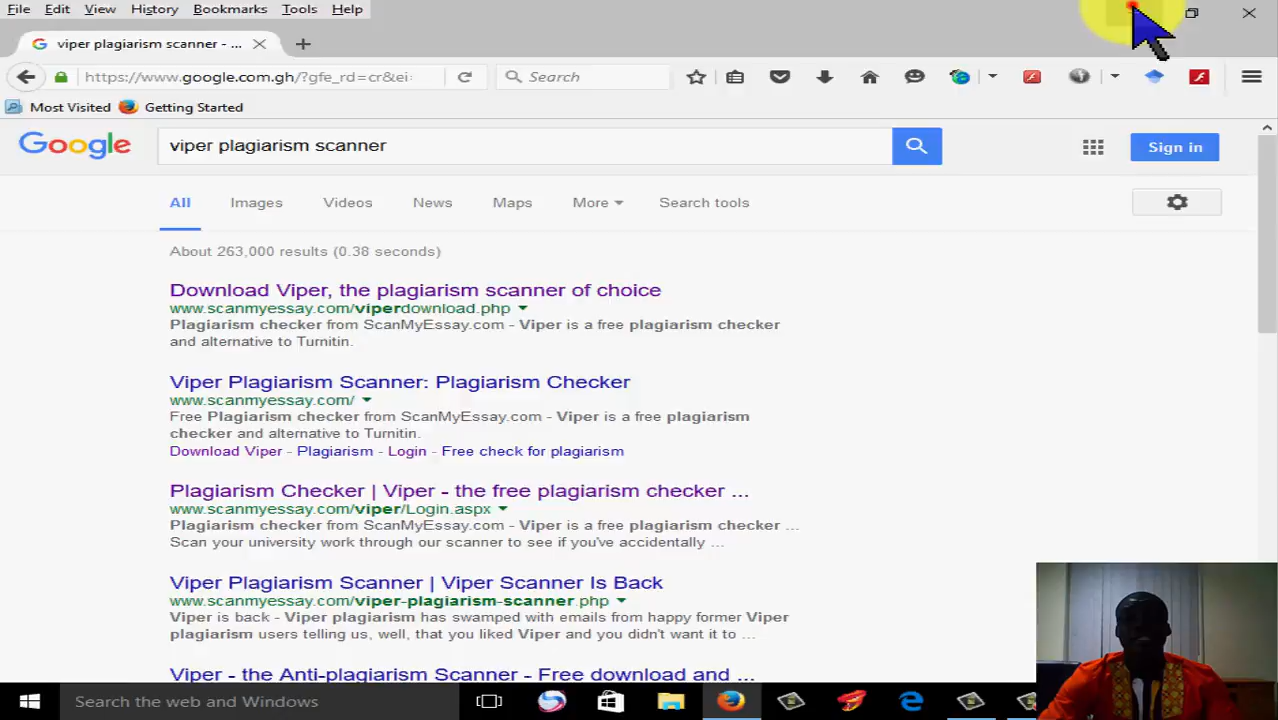 File Edit View History Bookmarks Tools Help
viper plagiarism scanner - ...
https://www.google.com.gh/?gfe_rd=cr&ei=
Search
Most Visited Getting Started
Google viper plagiarism scanner Sign in
All Images Videos News Maps More Search tools
About 263,000 results (0.38 seconds)
Download Viper, the plagiarism scanner of choice
www.scanmyessay.com/viperdownload.php
Plagiarism checker from ScanMyEssay.com - Viper is a free plagiarism checker
and alternative to Turnitin.
Viper Plagiarism Scanner: Plagiarism Checker
www.scanmyessay.com/
Free Plagiarism checker from ScanMyEssay.com - Viper is a free plagiarism
checker and alternative to Turnitin.
Download Viper - Plagiarism - Login - Free check for plagiarism
Plagiarism Checker | Viper - the free plagiarism checker ...
www.scanmyessay.com/viper/Login.aspx
Plagiarism checker from ScanMyEssay.com - Viper is a free plagiarism checker ...
Scan your university work through our scanner to see if you've accidentally ...
Viper Plagiarism Scanner | Viper Scanner Is Back
www.scanmyessay.com/viper-plagiarism-scanner.php
Viper is back - Viper plagiarism has swamped with emails from happy former Viper
plagiarism users telling us, well, that you liked Viper and you didn't want it to ...
Viper - the Anti-plagiarism Scanner - Free download and ...
Search the web and Windows